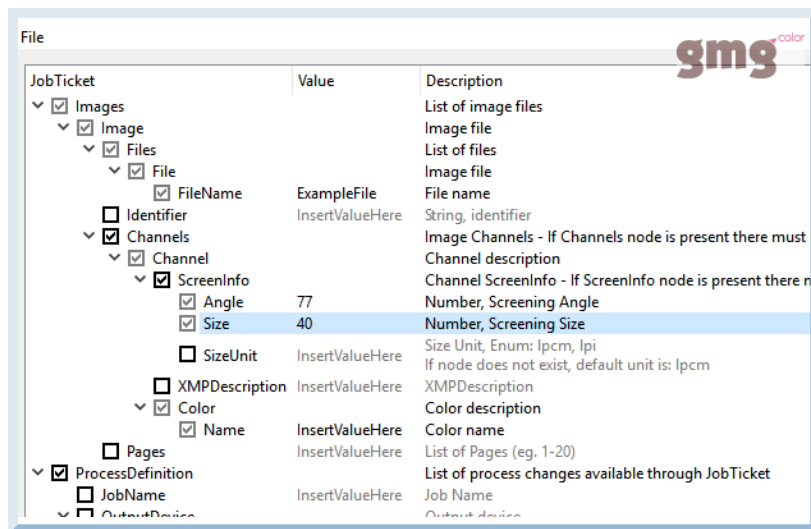 File
gmg color
JobTicket Value Description
Images List of image files
Image Image file
Files List of files
File Image file
FileName ExampleFile File name
Identifier InsertValueHere String, identifier
Channels Image Channels - If Channels node is present there must
Channel Channel description
ScreenInfo Channel ScreenInfo - If ScreenInfo node is present there
Angle 77 Number, Screening Angle
Size 40 Number, Screening Size
SizeUnit InsertValueHere Size Unit, Enum: lpcm, lpi
If node does not exist, default unit is: lpcm
XMPDescription InsertValueHere XMPDescription
Color Color description
Name InsertValueHere Color name
Pages InsertValueHere List of Pages (eg. 1-20)
ProcessDefinition List of process changes available through JobTicket
JobName InsertValueHere Job Name
OutputDevice Output device